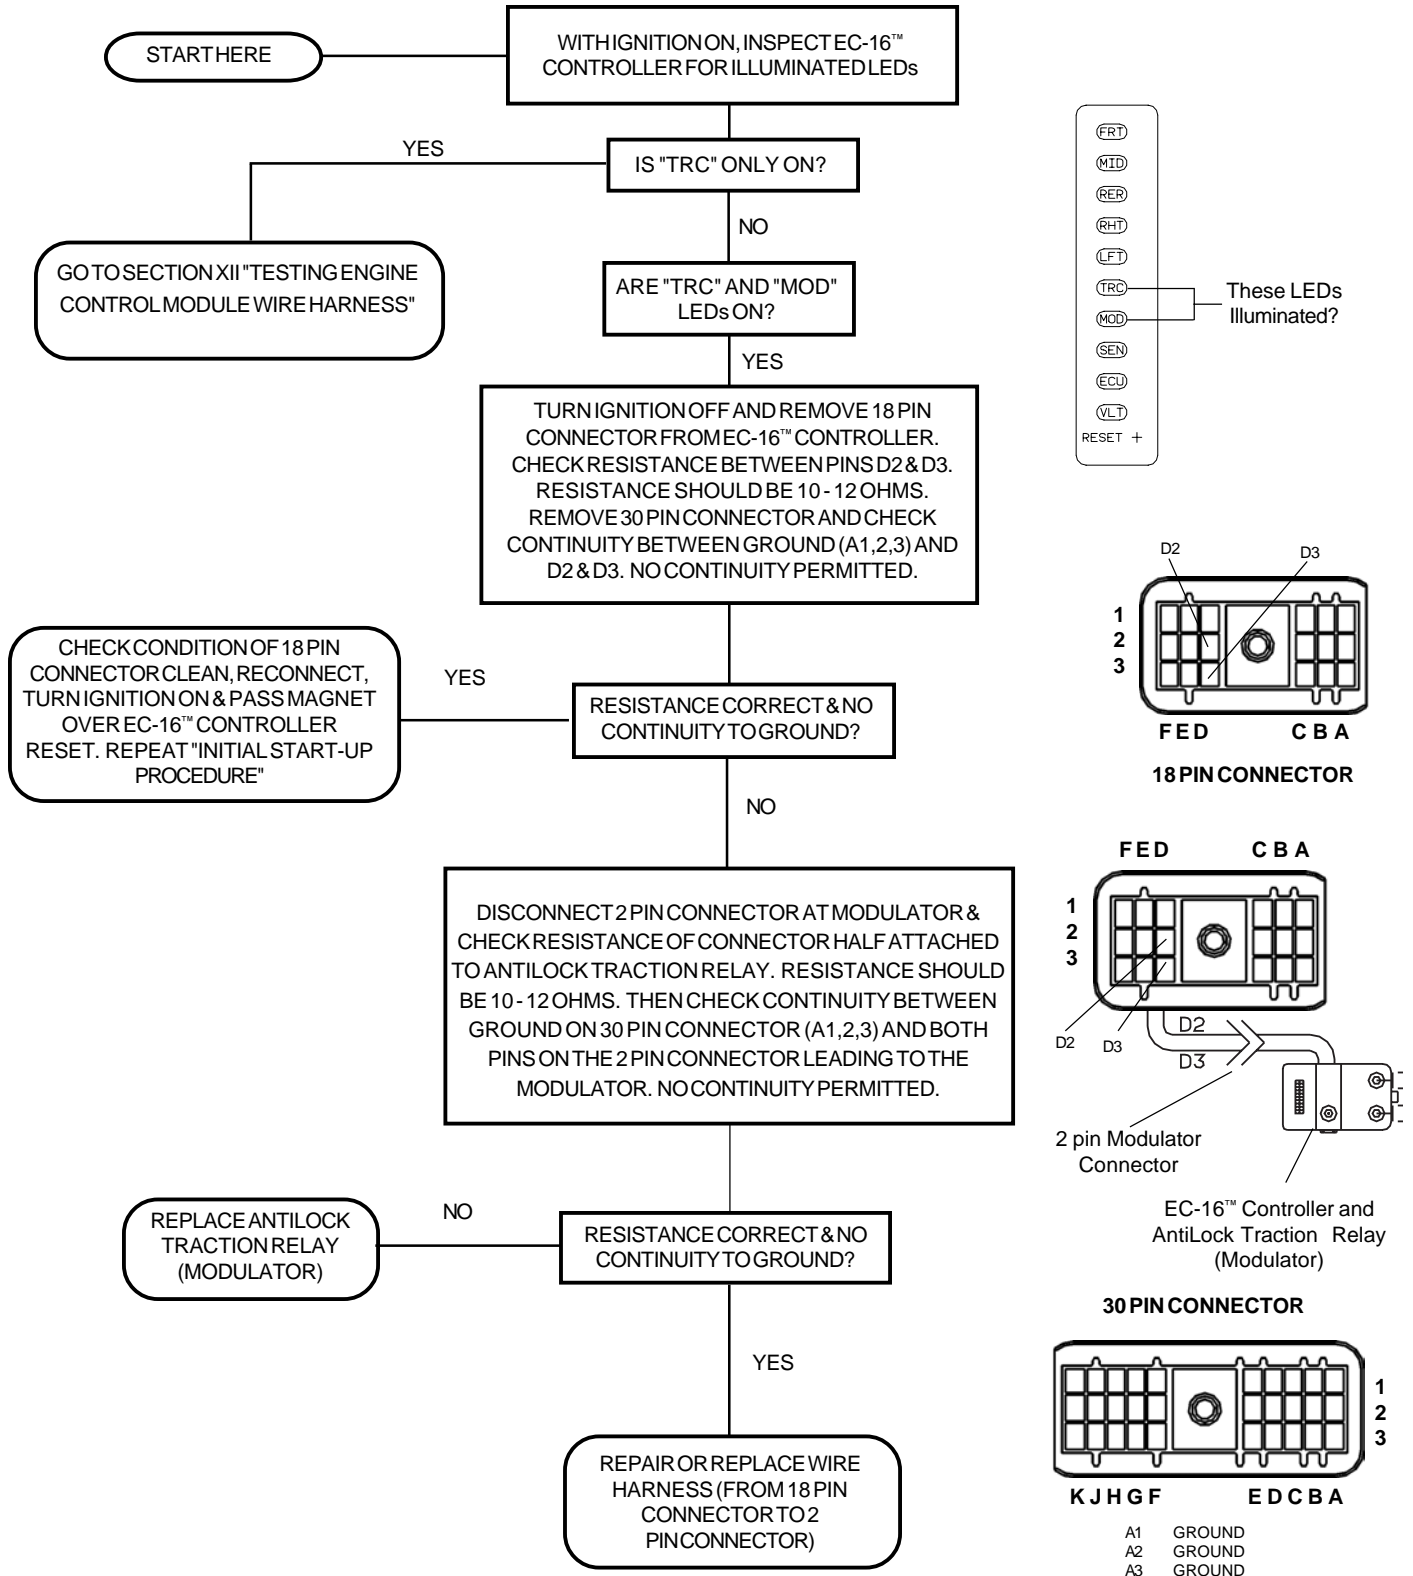 START HERE
WITH IGNITION ON, INSPECT EC-16™
CONTROLLER FOR ILLUMINATED LEDs
YES
IS "TRC" ONLY ON?
NO
GO TO SECTION XII "TESTING ENGINE
CONTROL MODULE WIRE HARNESS"
ARE "TRC" AND "MOD"
LEDs ON?
YES
FRT
MID
RER
RHT
LFT
TRC
MOD
SEN
ECU
VLT
RESET +
These LEDs
Illuminated?
TURN IGNITION OFF AND REMOVE 18 PIN
CONNECTOR FROM EC-16™ CONTROLLER.
CHECK RESISTANCE BETWEEN PINS D2 & D3.
RESISTANCE SHOULD BE 10 - 12 OHMS.
REMOVE 30 PIN CONNECTOR AND CHECK
CONTINUITY BETWEEN GROUND (A1,2,3) AND
D2 & D3. NO CONTINUITY PERMITTED.
D2
D3
1
2
3
F E D
C B A
18 PIN CONNECTOR
CHECK CONDITION OF 18 PIN
CONNECTOR CLEAN, RECONNECT,
TURN IGNITION ON & PASS MAGNET
OVER EC-16™ CONTROLLER
RESET. REPEAT "INITIAL START-UP
PROCEDURE"
YES
RESISTANCE CORRECT & NO
CONTINUITY TO GROUND?
NO
DISCONNECT 2 PIN CONNECTOR AT MODULATOR &
CHECK RESISTANCE OF CONNECTOR HALF ATTACHED
TO ANTILOCK TRACTION RELAY. RESISTANCE SHOULD
BE 10 - 12 OHMS. THEN CHECK CONTINUITY BETWEEN
GROUND ON 30 PIN CONNECTOR (A1,2,3) AND BOTH
PINS ON THE 2 PIN CONNECTOR LEADING TO THE
MODULATOR. NO CONTINUITY PERMITTED.
F E D
C B A
1
2
3
D2
D3
D2
D3
2 pin Modulator
Connector
EC-16™ Controller and
AntiLock Traction Relay
(Modulator)
REPLACE ANTILOCK
TRACTION RELAY
(MODULATOR)
NO
RESISTANCE CORRECT & NO
CONTINUITY TO GROUND?
YES
REPAIR OR REPLACE WIRE
HARNESS (FROM 18 PIN
CONNECTOR TO 2
PIN CONNECTOR)
30 PIN CONNECTOR
1
2
3
K J H G F
E D C B A
A1 GROUND
A2 GROUND
A3 GROUND